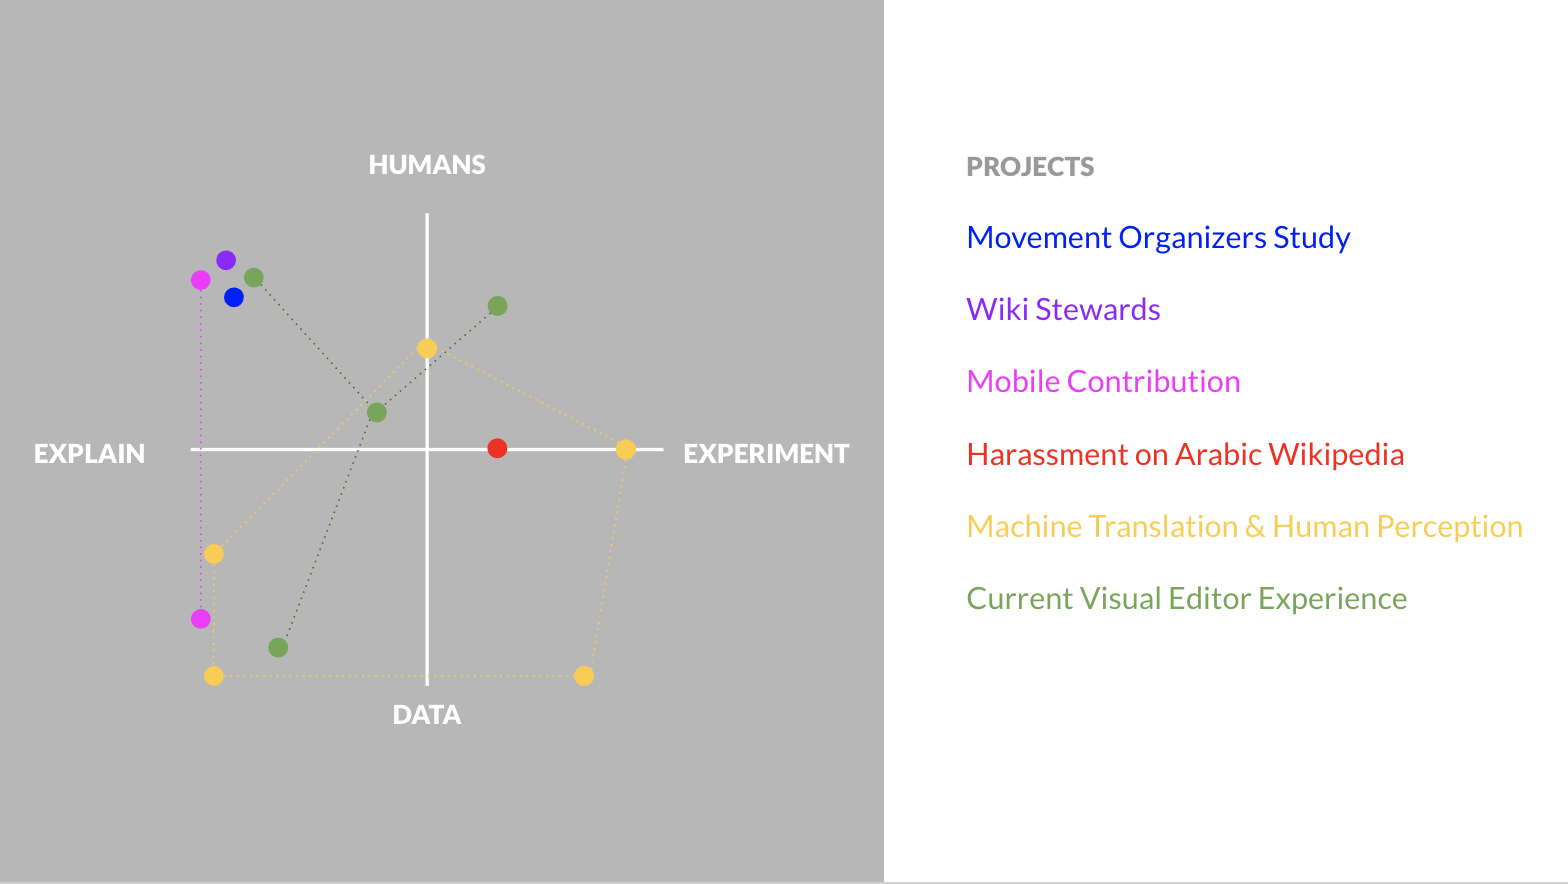 HUMANS
EXPLAIN
EXPERIMENT
DATA
PROJECTS
Movement Organizers Study
Wiki Stewards
Mobile Contribution
Harassment on Arabic Wikipedia
Machine Translation & Human Perception
Current Visual Editor Experience